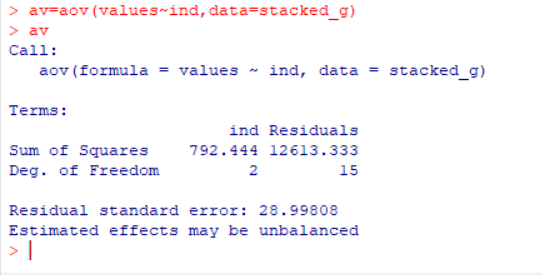 > av=aov(values~ind,data=stacked_g)
> av
Call:
   aov(formula = values ~ ind, data = stacked_g)

Terms:
                     ind Residuals
Sum of Squares   792.444 12613.333
Deg. of Freedom        2        15

Residual standard error: 28.99808
Estimated effects may be unbalanced
>